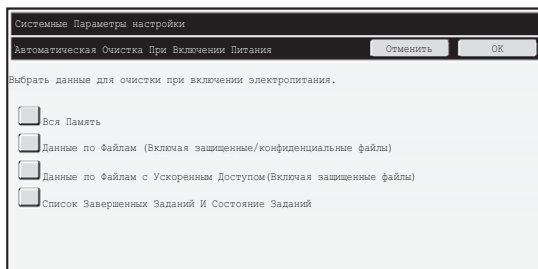 Системные Параметры настройки
Автоматическая Очистка При Включении Питания Отменить OK
Выбрать данные для очистки при включении электропитания.
Вся Память
Данные по Файлам (Включая защищенные/конфиденциальные файлы)
Данные по Файлам с Ускоренным Доступом(Включая защищенные файлы)
Список Завершенных Заданий И Состояние Заданий